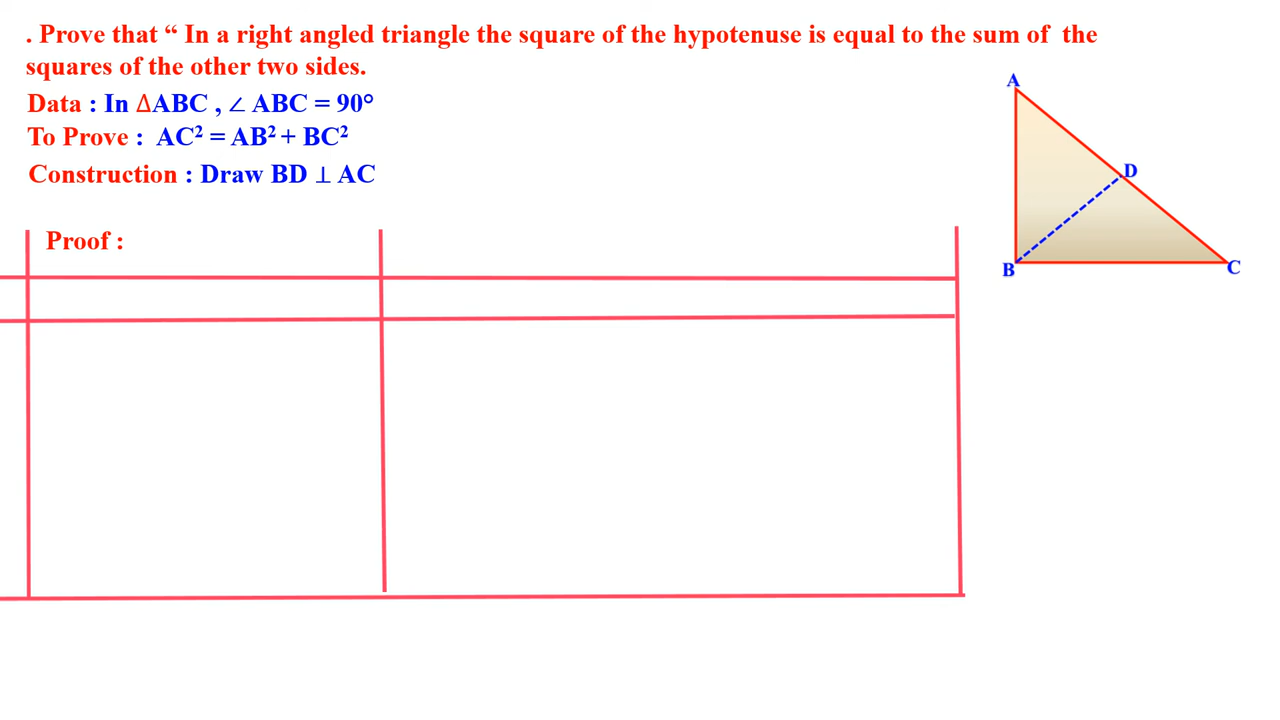 . Prove that “ In a right angled triangle the square of the hypotenuse is equal to the sum of the
squares of the other two sides.
Data : In ΔABC , ∠ ABC = 90°
To Prove : AC² = AB² + BC²
Construction : Draw BD ⊥ AC
Proof :
A
D
B
C